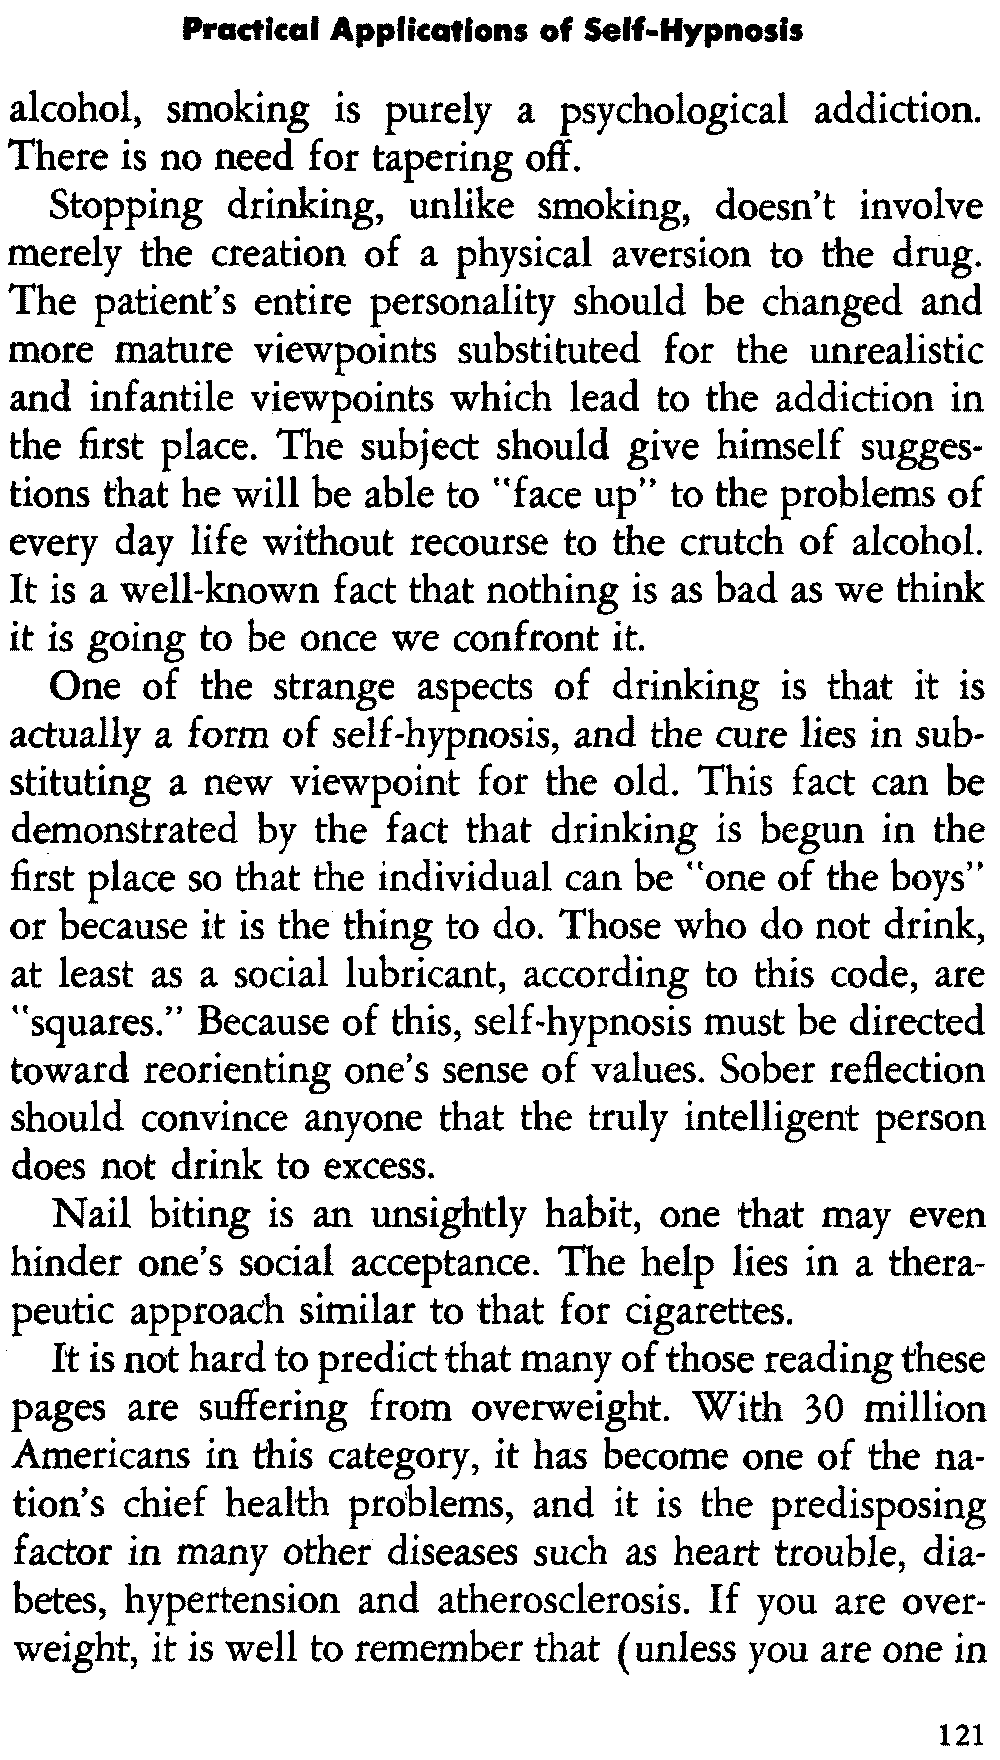 Practical Applications of Self-Hypnosis
alcohol, smoking is purely a psychological addiction.
There is no need for tapering off.
Stopping drinking, unlike smoking, doesn't involve
merely the creation of a physical aversion to the drug.
The patient's entire personality should be changed and
more mature viewpoints substituted for the unrealistic
and infantile viewpoints which lead to the addiction in
the first place. The subject should give himself sugges-
tions that he will be able to "face up" to the problems of
every day life without recourse to the crutch of alcohol.
It is a well-known fact that nothing is as bad as we think
it is going to be once we confront it.
One of the strange aspects of drinking is that it is
actually a form of self-hypnosis, and the cure lies in sub-
stituting a new viewpoint for the old. This fact can be
demonstrated by the fact that drinking is begun in the
first place so that the individual can be "one of the boys"
or because it is the thing to do. Those who do not drink,
at least as a social lubricant, according to this code, are
"squares." Because of this, self-hypnosis must be directed
toward reorienting one's sense of values. Sober reflection
should convince anyone that the truly intelligent person
does not drink to excess.
Nail biting is an unsightly habit, one that may even
hinder one's social acceptance. The help lies in a thera-
peutic approach similar to that for cigarettes.
It is not hard to predict that many of those reading these
pages are suffering from overweight. With 30 million
Americans in this category, it has become one of the na-
tion's chief health problems, and it is the predisposing
factor in many other diseases such as heart trouble, dia-
betes, hypertension and atherosclerosis. If you are over-
weight, it is well to remember that (unless you are one in
121